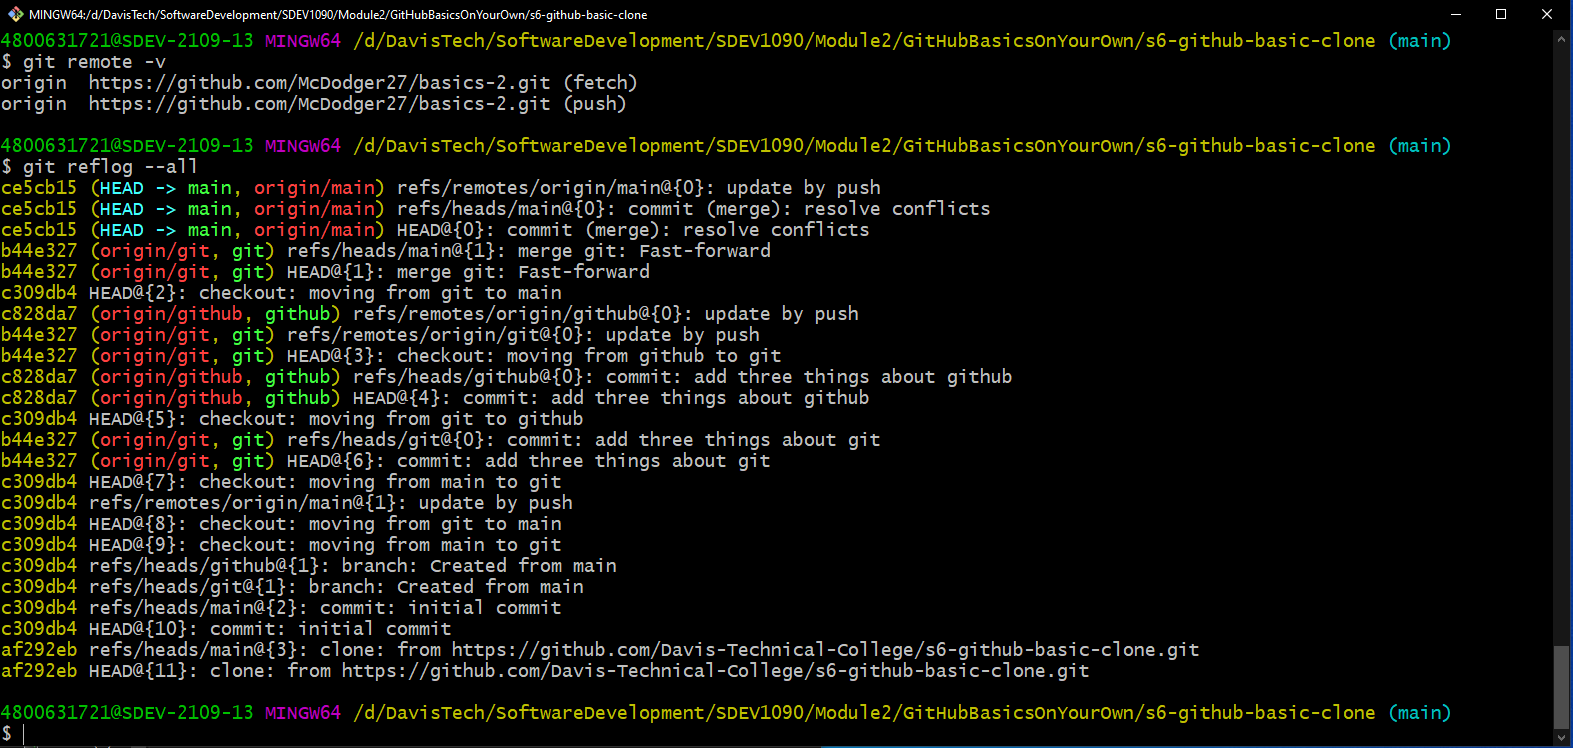 MINGW64:/d/DavisTech/SoftwareDevelopment/SDEV1090/Module2/GitHubBasicsOnYourOwn/s6-github-basic-clone
4800631721@SDEV-2109-13 MINGW64 /d/DavisTech/SoftwareDevelopment/SDEV1090/Module2/GitHubBasicsOnYourOwn/s6-github-basic-clone (main)
$ git remote -v
origin  https://github.com/McDodger27/basics-2.git (fetch)
origin  https://github.com/McDodger27/basics-2.git (push)
4800631721@SDEV-2109-13 MINGW64 /d/DavisTech/SoftwareDevelopment/SDEV1090/Module2/GitHubBasicsOnYourOwn/s6-github-basic-clone (main)
$ git reflog --all
ce5cb15 (HEAD -> main, origin/main) refs/remotes/origin/main@{0}: update by push
ce5cb15 (HEAD -> main, origin/main) refs/heads/main@{0}: commit (merge): resolve conflicts
ce5cb15 (HEAD -> main, origin/main) HEAD@{0}: commit (merge): resolve conflicts
b44e327 (origin/git, git) refs/heads/main@{1}: merge git: Fast-forward
b44e327 (origin/git, git) HEAD@{1}: merge git: Fast-forward
c309db4 HEAD@{2}: checkout: moving from git to main
c828da7 (origin/github, github) refs/remotes/origin/github@{0}: update by push
b44e327 (origin/git, git) refs/remotes/origin/git@{0}: update by push
b44e327 (origin/git, git) HEAD@{3}: checkout: moving from github to git
c828da7 (origin/github, github) refs/heads/github@{0}: commit: add three things about github
c828da7 (origin/github, github) HEAD@{4}: commit: add three things about github
c309db4 HEAD@{5}: checkout: moving from git to github
b44e327 (origin/git, git) refs/heads/git@{0}: commit: add three things about git
b44e327 (origin/git, git) HEAD@{6}: commit: add three things about git
c309db4 HEAD@{7}: checkout: moving from main to git
c309db4 refs/remotes/origin/main@{1}: update by push
c309db4 HEAD@{8}: checkout: moving from git to main
c309db4 HEAD@{9}: checkout: moving from main to git
c309db4 refs/heads/github@{1}: branch: Created from main
c309db4 refs/heads/git@{1}: branch: Created from main
c309db4 refs/heads/main@{2}: commit: initial commit
c309db4 HEAD@{10}: commit: initial commit
af292eb refs/heads/main@{3}: clone: from https://github.com/Davis-Technical-College/s6-github-basic-clone.git
af292eb HEAD@{11}: clone: from https://github.com/Davis-Technical-College/s6-github-basic-clone.git
4800631721@SDEV-2109-13 MINGW64 /d/DavisTech/SoftwareDevelopment/SDEV1090/Module2/GitHubBasicsOnYourOwn/s6-github-basic-clone (main)
$